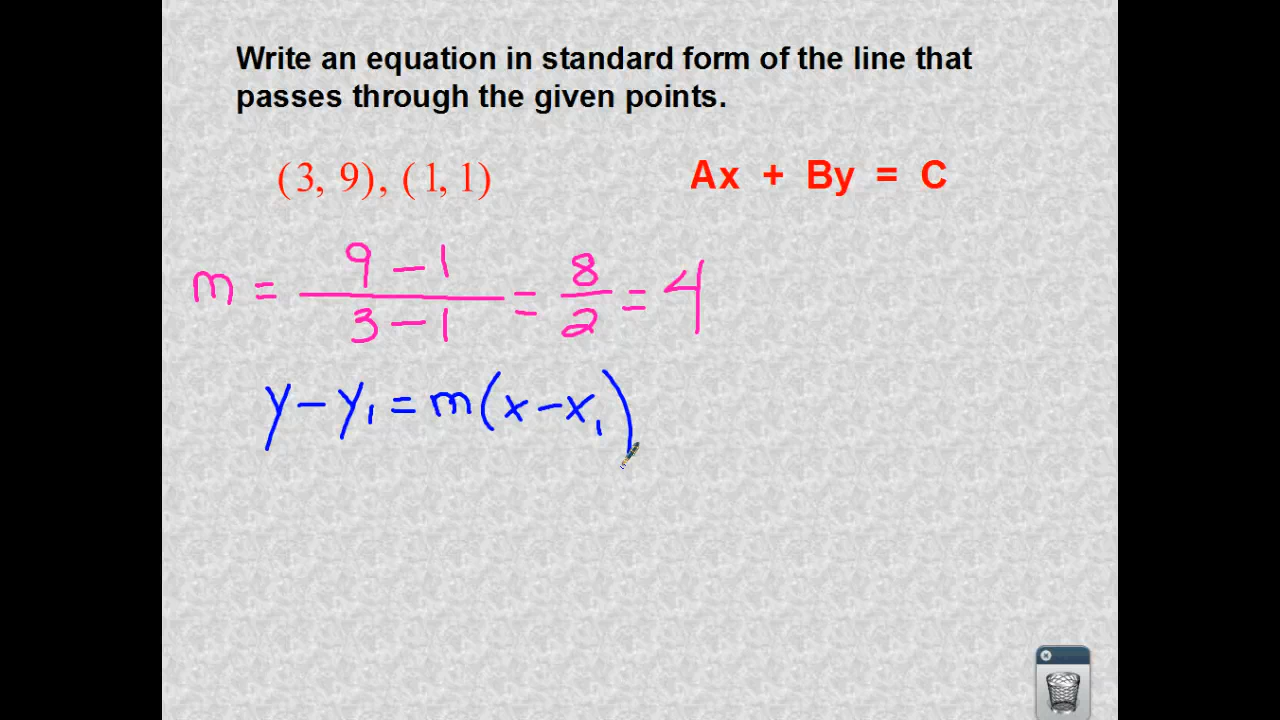 Write an equation in standard form of the line that
passes through the given points.
(3, 9), (1, 1) Ax + By = C
m = 9 - 1 / 3 - 1 = 8/2 = 4
y - y₁ = m(x - x₁)